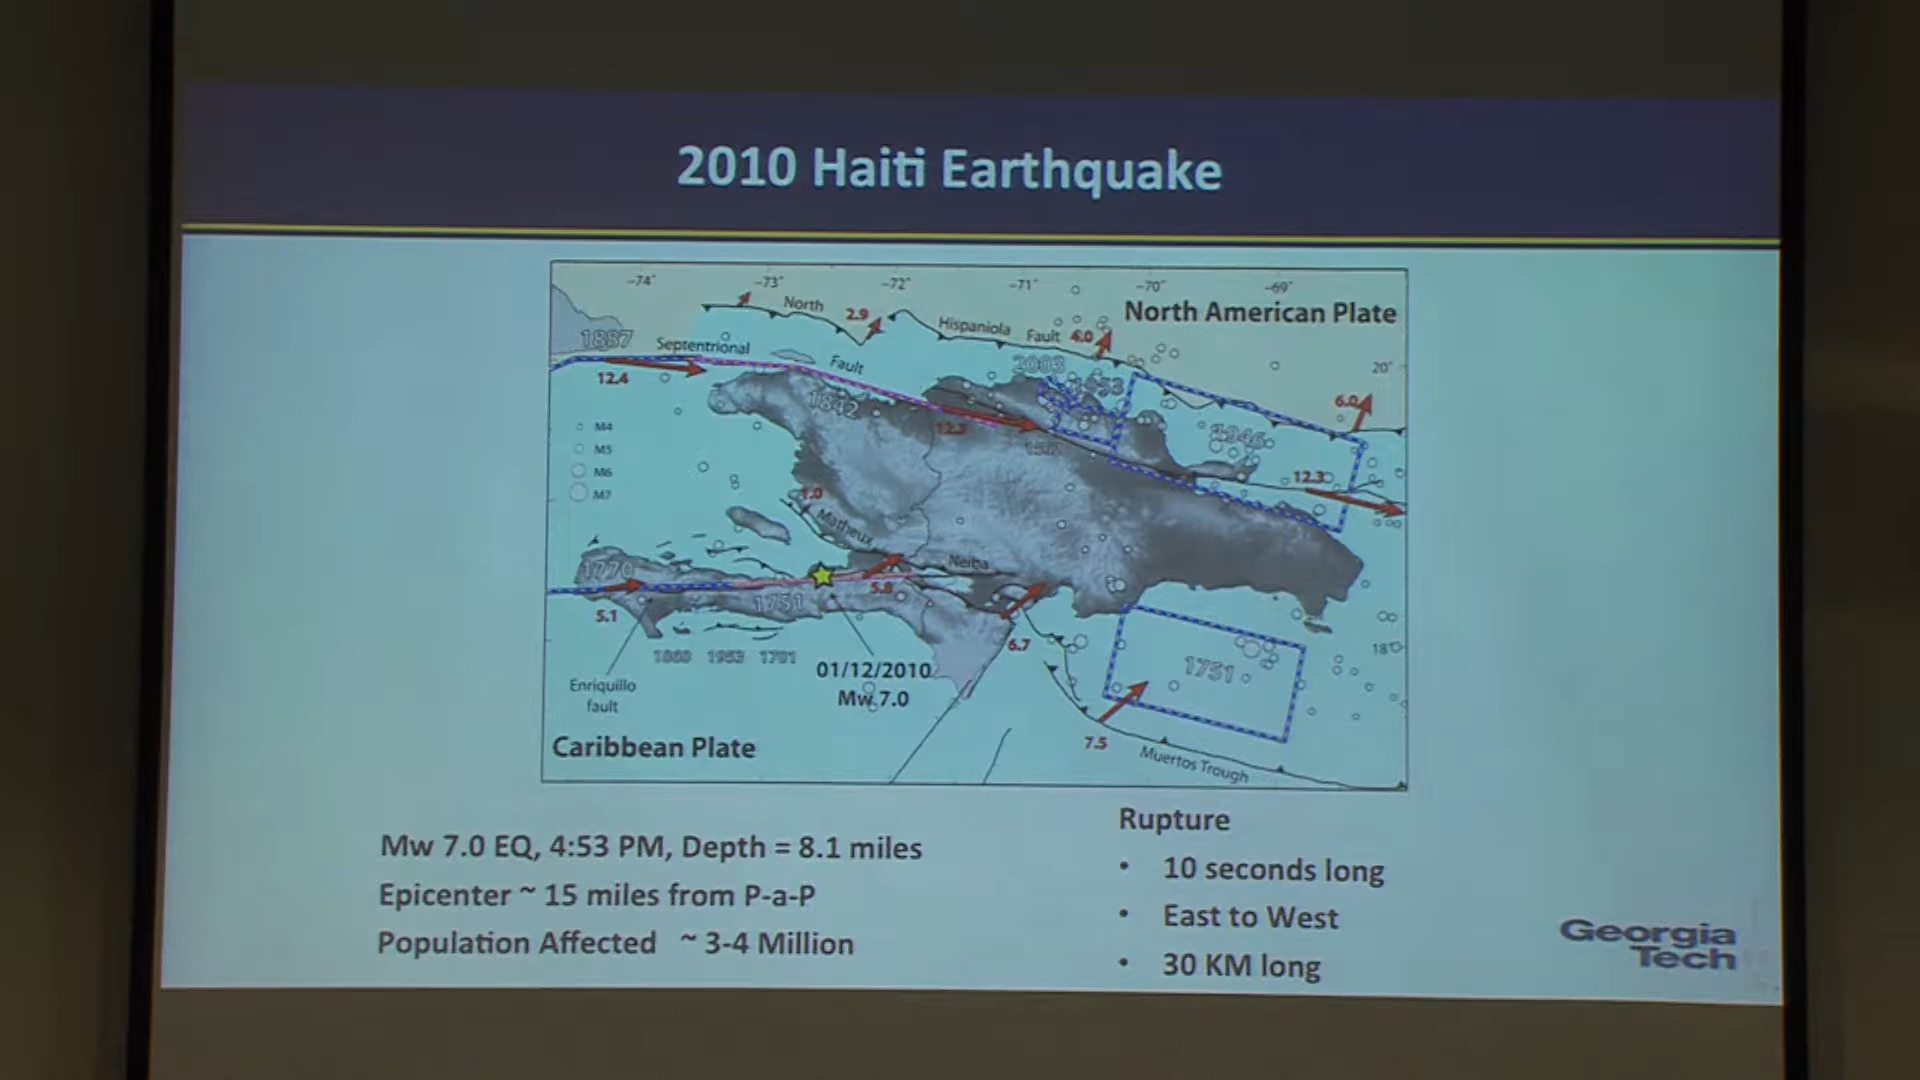 2010 Haiti Earthquake
-74° -73° -72° -71° -70° -69°
North American Plate
North
2.9
Hispaniola Fault 6.0
1887
Septentrional
Fault
2003
20°
12.4
1842
6.0
1946
M4
M5
M6
M7
12.3
12.3
1.0
Matheux
Neiba
1770
5.8
1751
5.1
6.7
18°
1751
1860 1953 1701
01/12/2010
Mw 7.0
Enriquillo
fault
Caribbean Plate
7.5
Muertos Trough
Mw 7.0 EQ, 4:53 PM, Depth = 8.1 miles
Epicenter ~ 15 miles from P-a-P
Population Affected ~ 3-4 Million
Rupture
• 10 seconds long
• East to West
• 30 KM long
Georgia
Tech